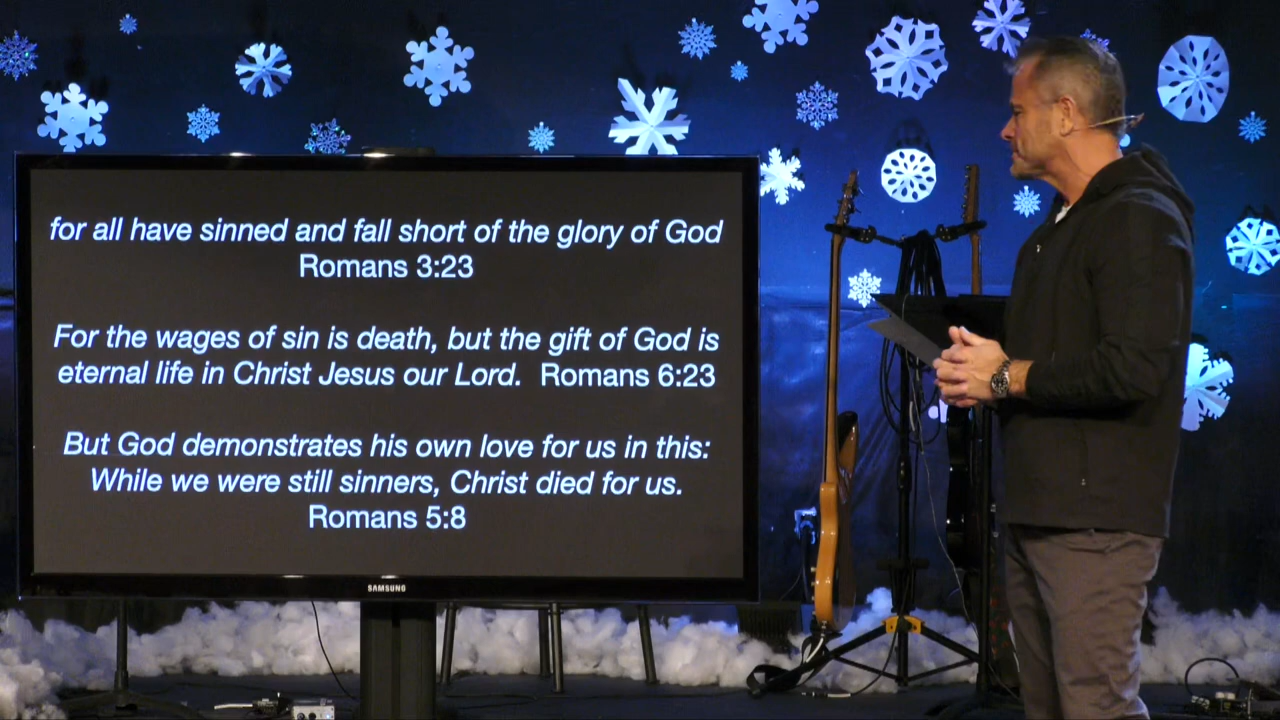 for all have sinned and fall short of the glory of God
Romans 3:23
For the wages of sin is death, but the gift of God is
eternal life in Christ Jesus our Lord.  Romans 6:23
But God demonstrates his own love for us in this:
While we were still sinners, Christ died for us.
Romans 5:8
SAMSUNG